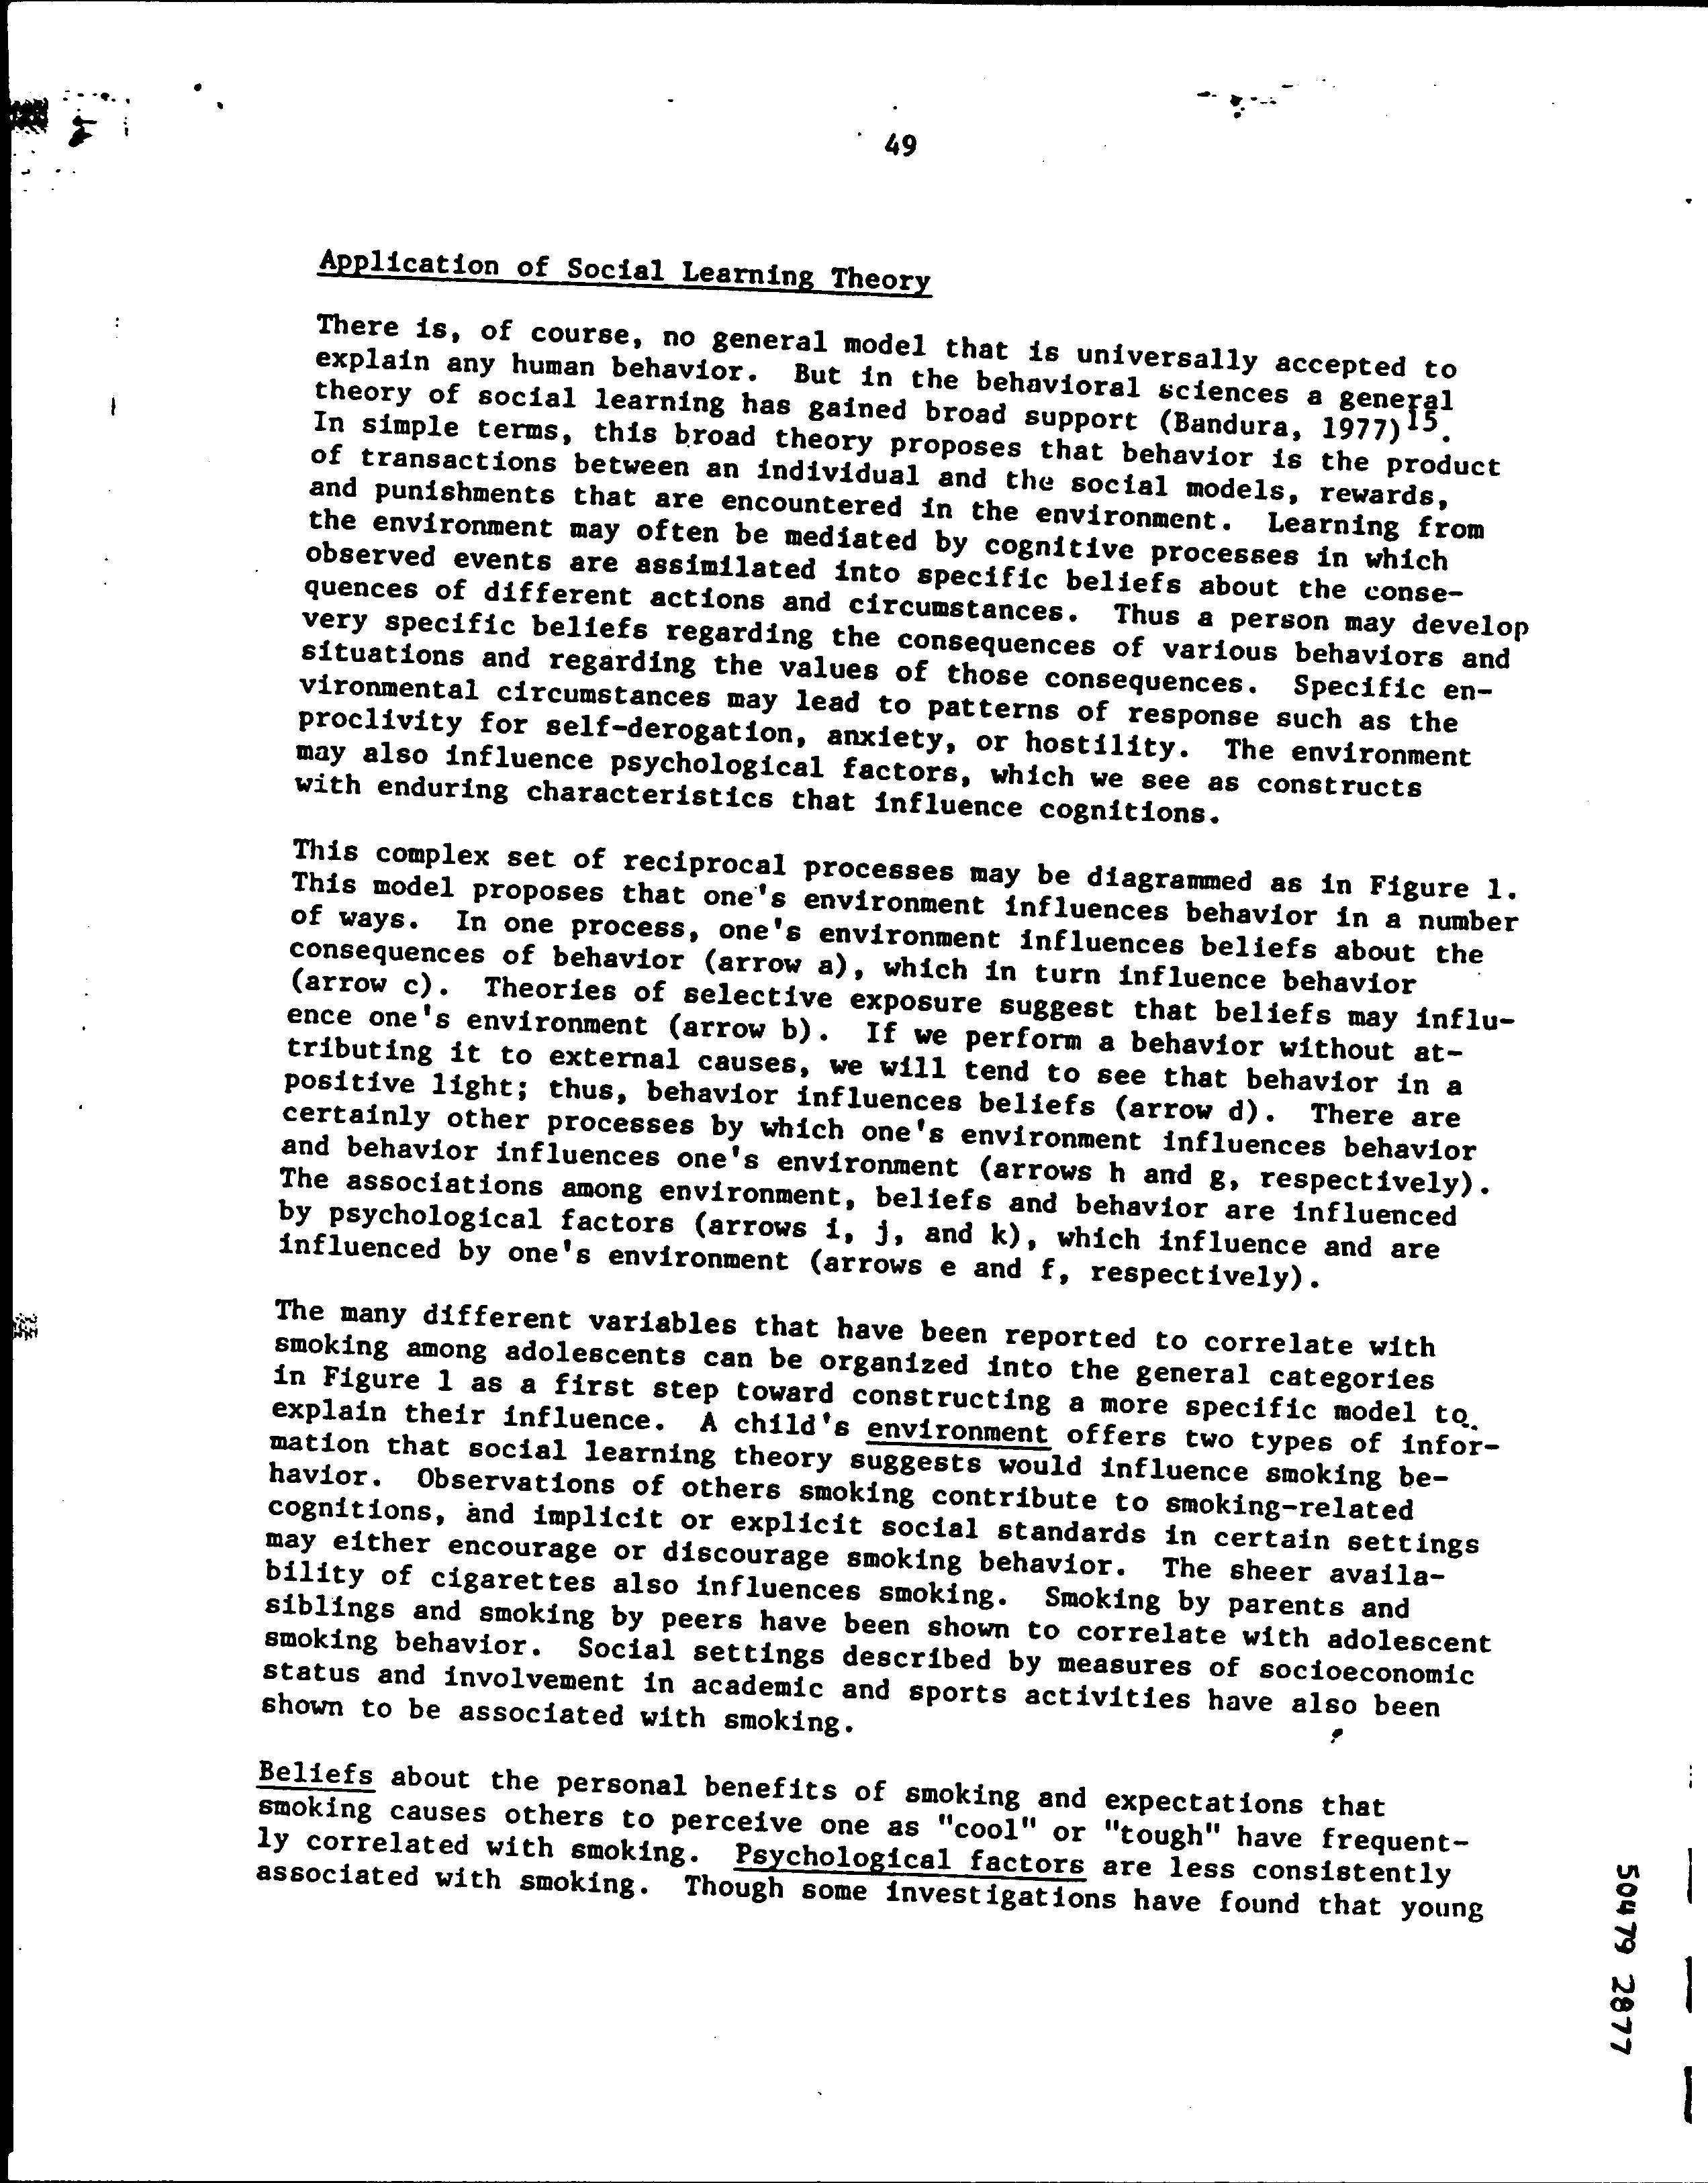 49
Application of Social Learning Theory
There is, of course, no general model that is universally accepted to
explain any human behavior. But in the behavioral sciences a general
theory of social learning has gained broad support (Bandura, 1977)15.
In simple terms, this broad theory proposes that behavior is the product
of transactions between an individual and the social models, rewards,
and punishments that are encountered in the environment. Learning from
the environment may often be mediated by cognitive processes in which
observed events are assimilated into specific beliefs about the conse-
quences of different actions and circumstances. Thus a person may develop
very specific beliefs regarding the consequences of various behaviors and
situations and regarding the values of those consequences. Specific en-
vironmental circumstances may lead to patterns of response such as the
proclivity for self-derogation, anxiety, or hostility. The environment
may also influence psychological factors, which we see as constructs
with enduring characteristics that influence cognitions.
This complex set of reciprocal processes may be diagrammed as in Figure 1.
This model proposes that one's environment influences behavior in a number
of ways. In one process, one's environment influences beliefs about the
consequences of behavior (arrow a), which in turn influence behavior
(arrow c). Theories of selective exposure suggest that beliefs may influ-
ence one's environment (arrow b). If we perform a behavior without at-
tributing it to external causes, we will tend to see that behavior in a
positive light; thus, behavior influences beliefs (arrow d). There are
certainly other processes by which one's environment influences behavior
and behavior influences one's environment (arrows h and g, respectively).
The associations among environment, beliefs and behavior are influenced
by psychological factors (arrows i, j, and k), which influence and are
influenced by one's environment (arrows e and f, respectively).
The many different variables that have been reported to correlate with
smoking among adolescents can be organized into the general categories
in Figure 1 as a first step toward constructing a more specific model to
explain their influence. A child's environment offers two types of infor-
mation that social learning theory suggests would influence smoking be-
havior. Observations of others smoking contribute to smoking-related
cognitions, and implicit or explicit social standards in certain settings
may either encourage or discourage smoking behavior. The sheer availa-
bility of cigarettes also influences smoking. Smoking by parents and
siblings and smoking by peers have been shown to correlate with adolescent
smoking behavior. Social settings described by measures of socioeconomic
status and involvement in academic and sports activities have also been
shown to be associated with smoking.
Beliefs about the personal benefits of smoking and expectations that
smoking causes others to perceive one as "cool" or "tough" have frequent-
ly correlated with smoking. Psychological factors are less consistently
associated with smoking. Though some investigations have found that young
50479 2877